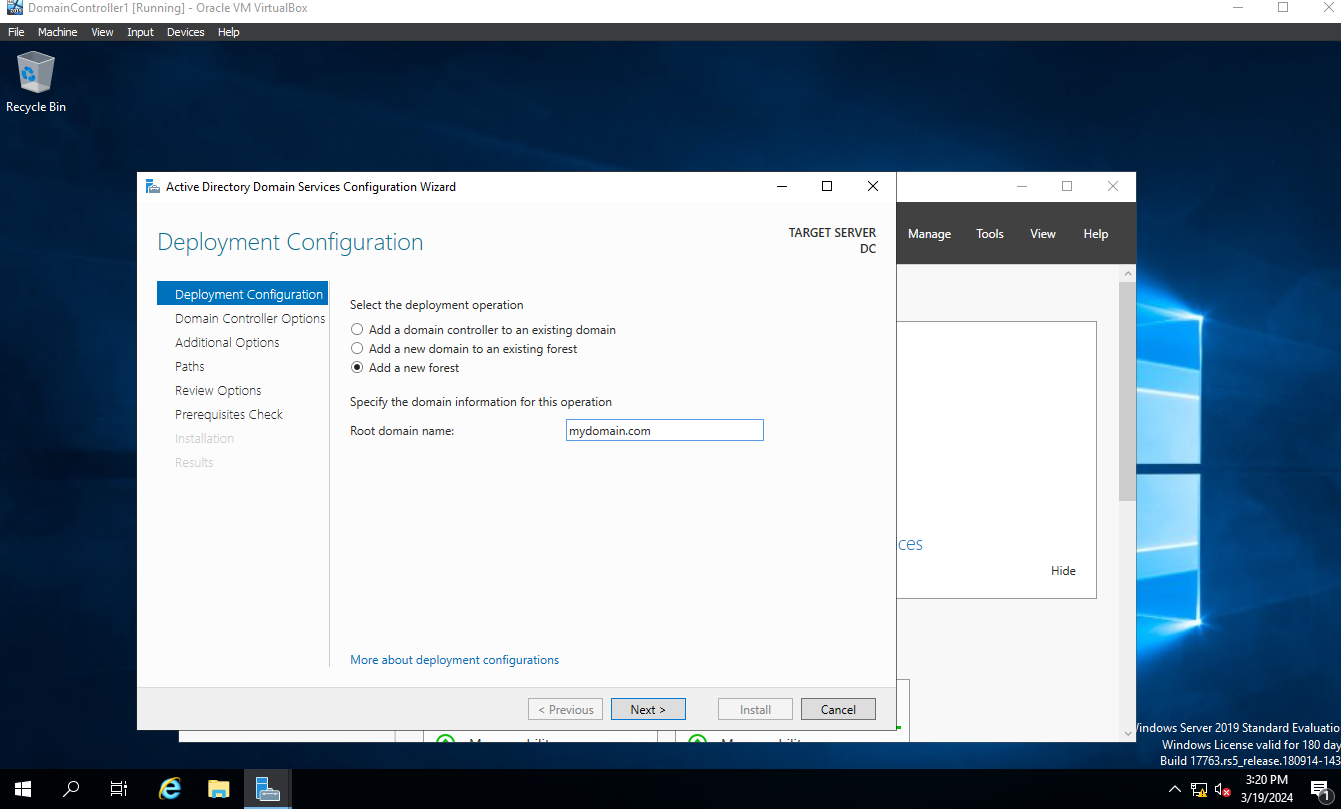 DomainController1 [Running] - Oracle VM VirtualBox
File Machine View Input Devices Help
Recycle Bin
Active Directory Domain Services Configuration Wizard
Deployment Configuration
TARGET SERVER
DC
Manage Tools View Help
Deployment Configuration
Domain Controller Options
Additional Options
Paths
Review Options
Prerequisites Check
Installation
Results
Select the deployment operation
Add a domain controller to an existing domain
Add a new domain to an existing forest
Add a new forest
Specify the domain information for this operation
Root domain name: mydomain.com
More about deployment configurations
< Previous Next > Install Cancel
ices
Hide
Windows Server 2019 Standard Evaluatio
Windows License valid for 180 day
Build 17763.rs5_release.180914-143
3:20 PM
3/19/2024
1